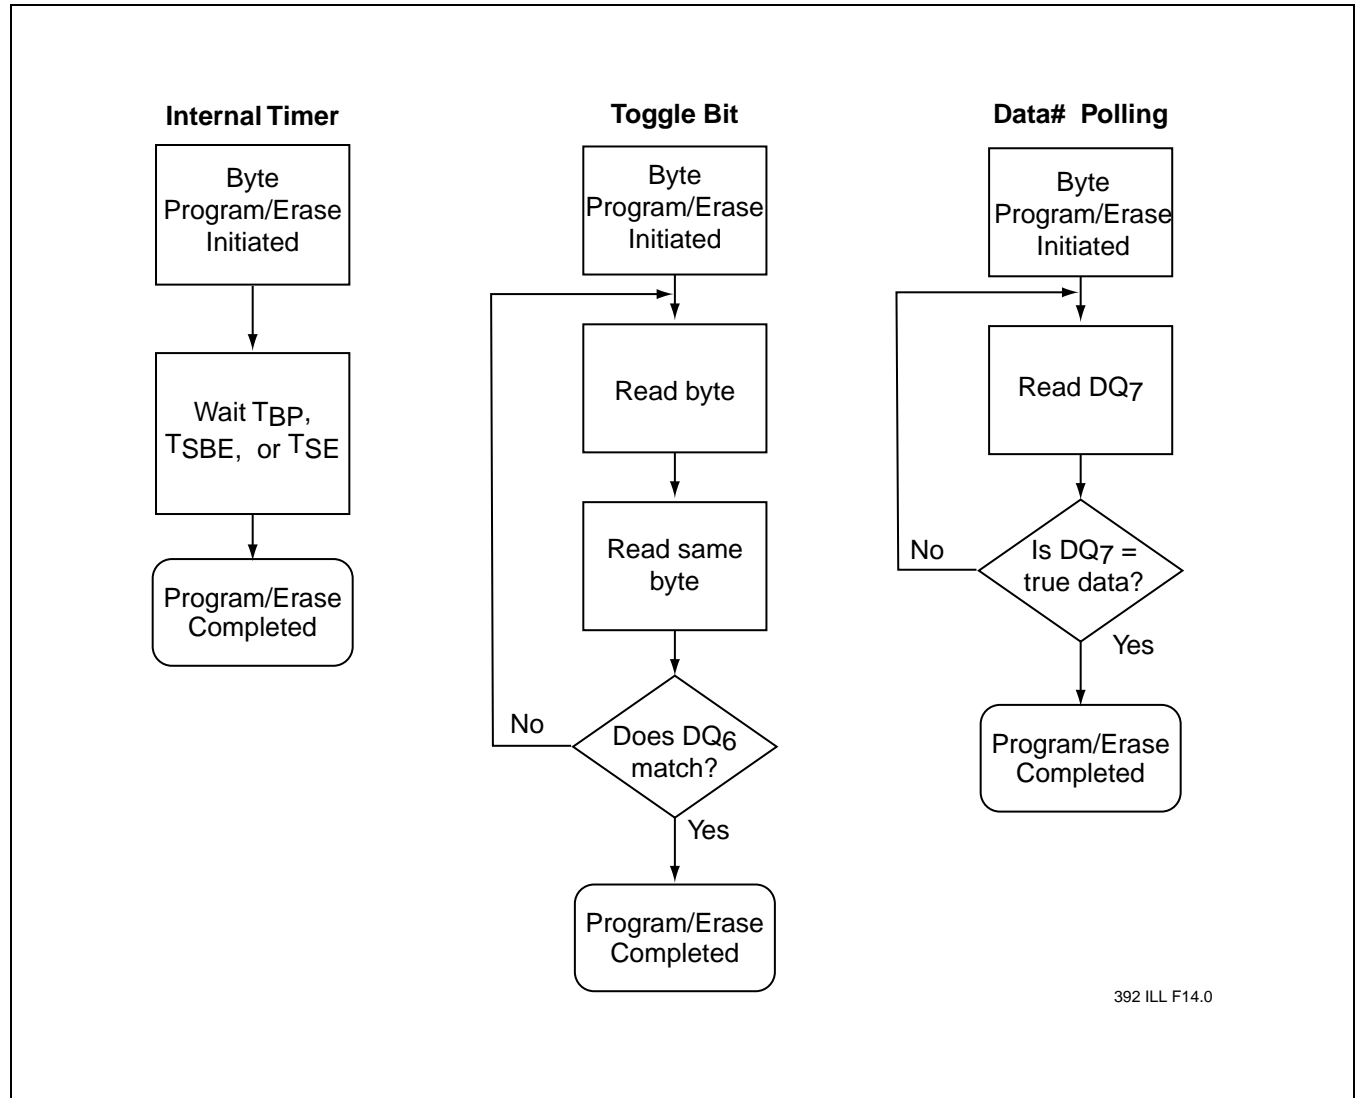 Internal Timer
Byte
Program/Erase
Initiated
Wait TBP,
TSBE, or TSE
Program/Erase
Completed
Toggle Bit
Byte
Program/Erase
Initiated
Read byte
Read same
byte
No
Does DQ6
match?
Yes
Program/Erase
Completed
Data# Polling
Byte
Program/Erase
Initiated
Read DQ7
No
Is DQ7 =
true data?
Yes
Program/Erase
Completed
392 ILL F14.0